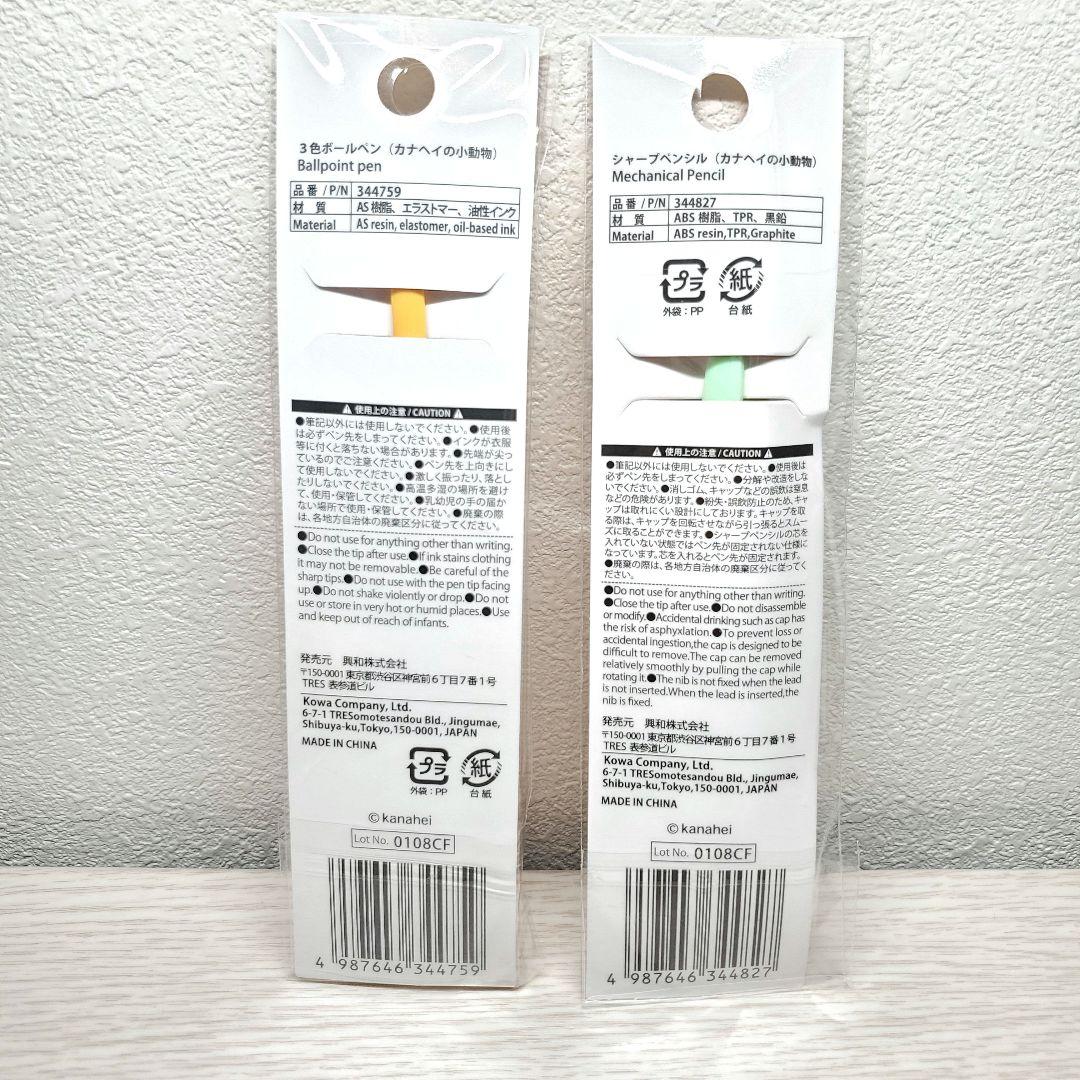 3色ボールペン（カナヘイの小動物）
Ballpoint pen
品番 / P/N 344759
材 質 AS樹脂、エラストマー、油性インク
Material AS resin, elastomer, oil-based ink
使用上の注意 / CAUTION
●筆記以外には使用しないでください。●使用後
は必ずペン先をしまってください。●インクが衣服
等に付くと落ちない場合があります。●先端が尖っ
ているのでご注意ください。●ペン先を上向きにし
て使用しないでください。●激しく振ったり、落とし
たりしないでください。●高温多湿の場所を避け
て、使用・保管してください。●乳幼児の手の届か
ない場所で使用・保管してください。●廃棄の際
は、各地方自治体の廃棄区分に従ってください。
●Do not use for anything other than writing.
●Close the tip after use.●If ink stains clothing
it may not be removable.●Be careful of the
sharp tips.●Do not use with the pen tip facing
up.●Do not shake violently or drop.●Do not
use or store in very hot or humid places.●Use
and keep out of reach of infants.
発売元 興和株式会社
〒150-0001 東京都渋谷区神宮前6丁目7番1号
TRES 表参道ビル
Kowa Company, Ltd.
6-7-1 TRESomotesandou Bld., Jingumae,
Shibuya-ku,Tokyo,150-0001, JAPAN
MADE IN CHINA
プラ 紙
外袋：PP 台紙
©kanahei
Lot No. 0108CF
4 987646 344759
シャープペンシル（カナヘイの小動物）
Mechanical Pencil
品番 / P/N 344827
材 質 ABS樹脂、TPR、黒鉛
Material ABS resin,TPR,Graphite
プラ 紙
外袋：PP 台紙
使用上の注意 / CAUTION
●筆記以外には使用しないでください。●使用後は
必ずペン先をしまってください。●分解や改造をしな
いでください。●消しゴム、キャップなどの誤飲は窒息
などの危険があります。●紛失・誤飲防止のため、キャ
ップは取れにくい設計にしております。キャップを取
る際は、キャップを回転させながら引っ張るとスムー
ズに取ることができます。●シャープペンシルの芯を
入れていない状態ではペン先が固定されない仕様に
なっています。芯を入れるとペン先が固定されます。
●廃棄の際は、各地方自治体の廃棄区分に従ってく
ださい。
●Do not use for anything other than writing.
●Close the tip after use.●Do not disassemble
or modify.●Accidental drinking such as cap has
the risk of asphyxlation.●To prevent loss or
accidental ingestion,the cap is designed to be
difficult to remove.The cap can be removed
relatively smoothly by pulling the cap while
rotating it.●The nib is not fixed when the lead
is not inserted.When the lead is inserted,the
nib is fixed.
発売元 興和株式会社
〒150-0001 東京都渋谷区神宮前6丁目7番1号
TRES 表参道ビル
Kowa Company, Ltd.
6-7-1 TRESomotesandou Bld., Jingumae,
Shibuya-ku,Tokyo,150-0001, JAPAN
MADE IN CHINA
©kanahei
Lot No. 0108CF
4 987646 344827